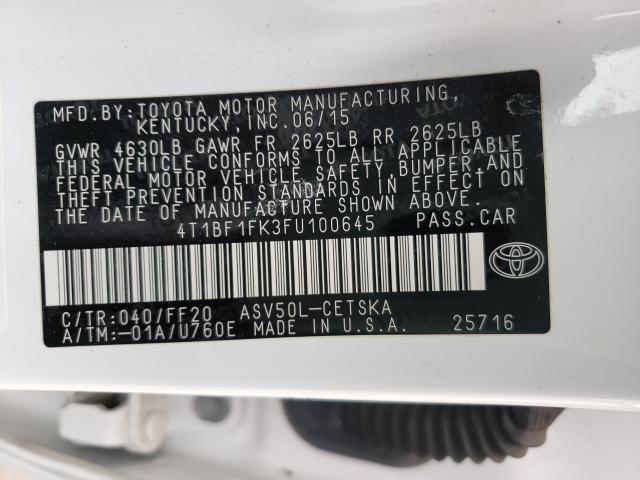 MFD.BY:TOYOTA MOTOR MANUFACTURING,
KENTUCKY,INC.06/15
GVWR 4630LB GAWR FR 2625LB RR 2625LB
THIS VEHICLE CONFORMS TO ALL APPLICABLE
FEDERAL MOTOR VEHICLE SAFETY,BUMPER AND
THEFT PREVENTION STANDARDS IN EFFECT ON
THE DATE OF MANUFACTURE SHOWN ABOVE.
4T1BF1FK3FU100645 PASS.CAR
C/TR:040/FF20 ASV50L-CETSKA
A/TM:-01A/U760E MADE IN U.S.A. 25716